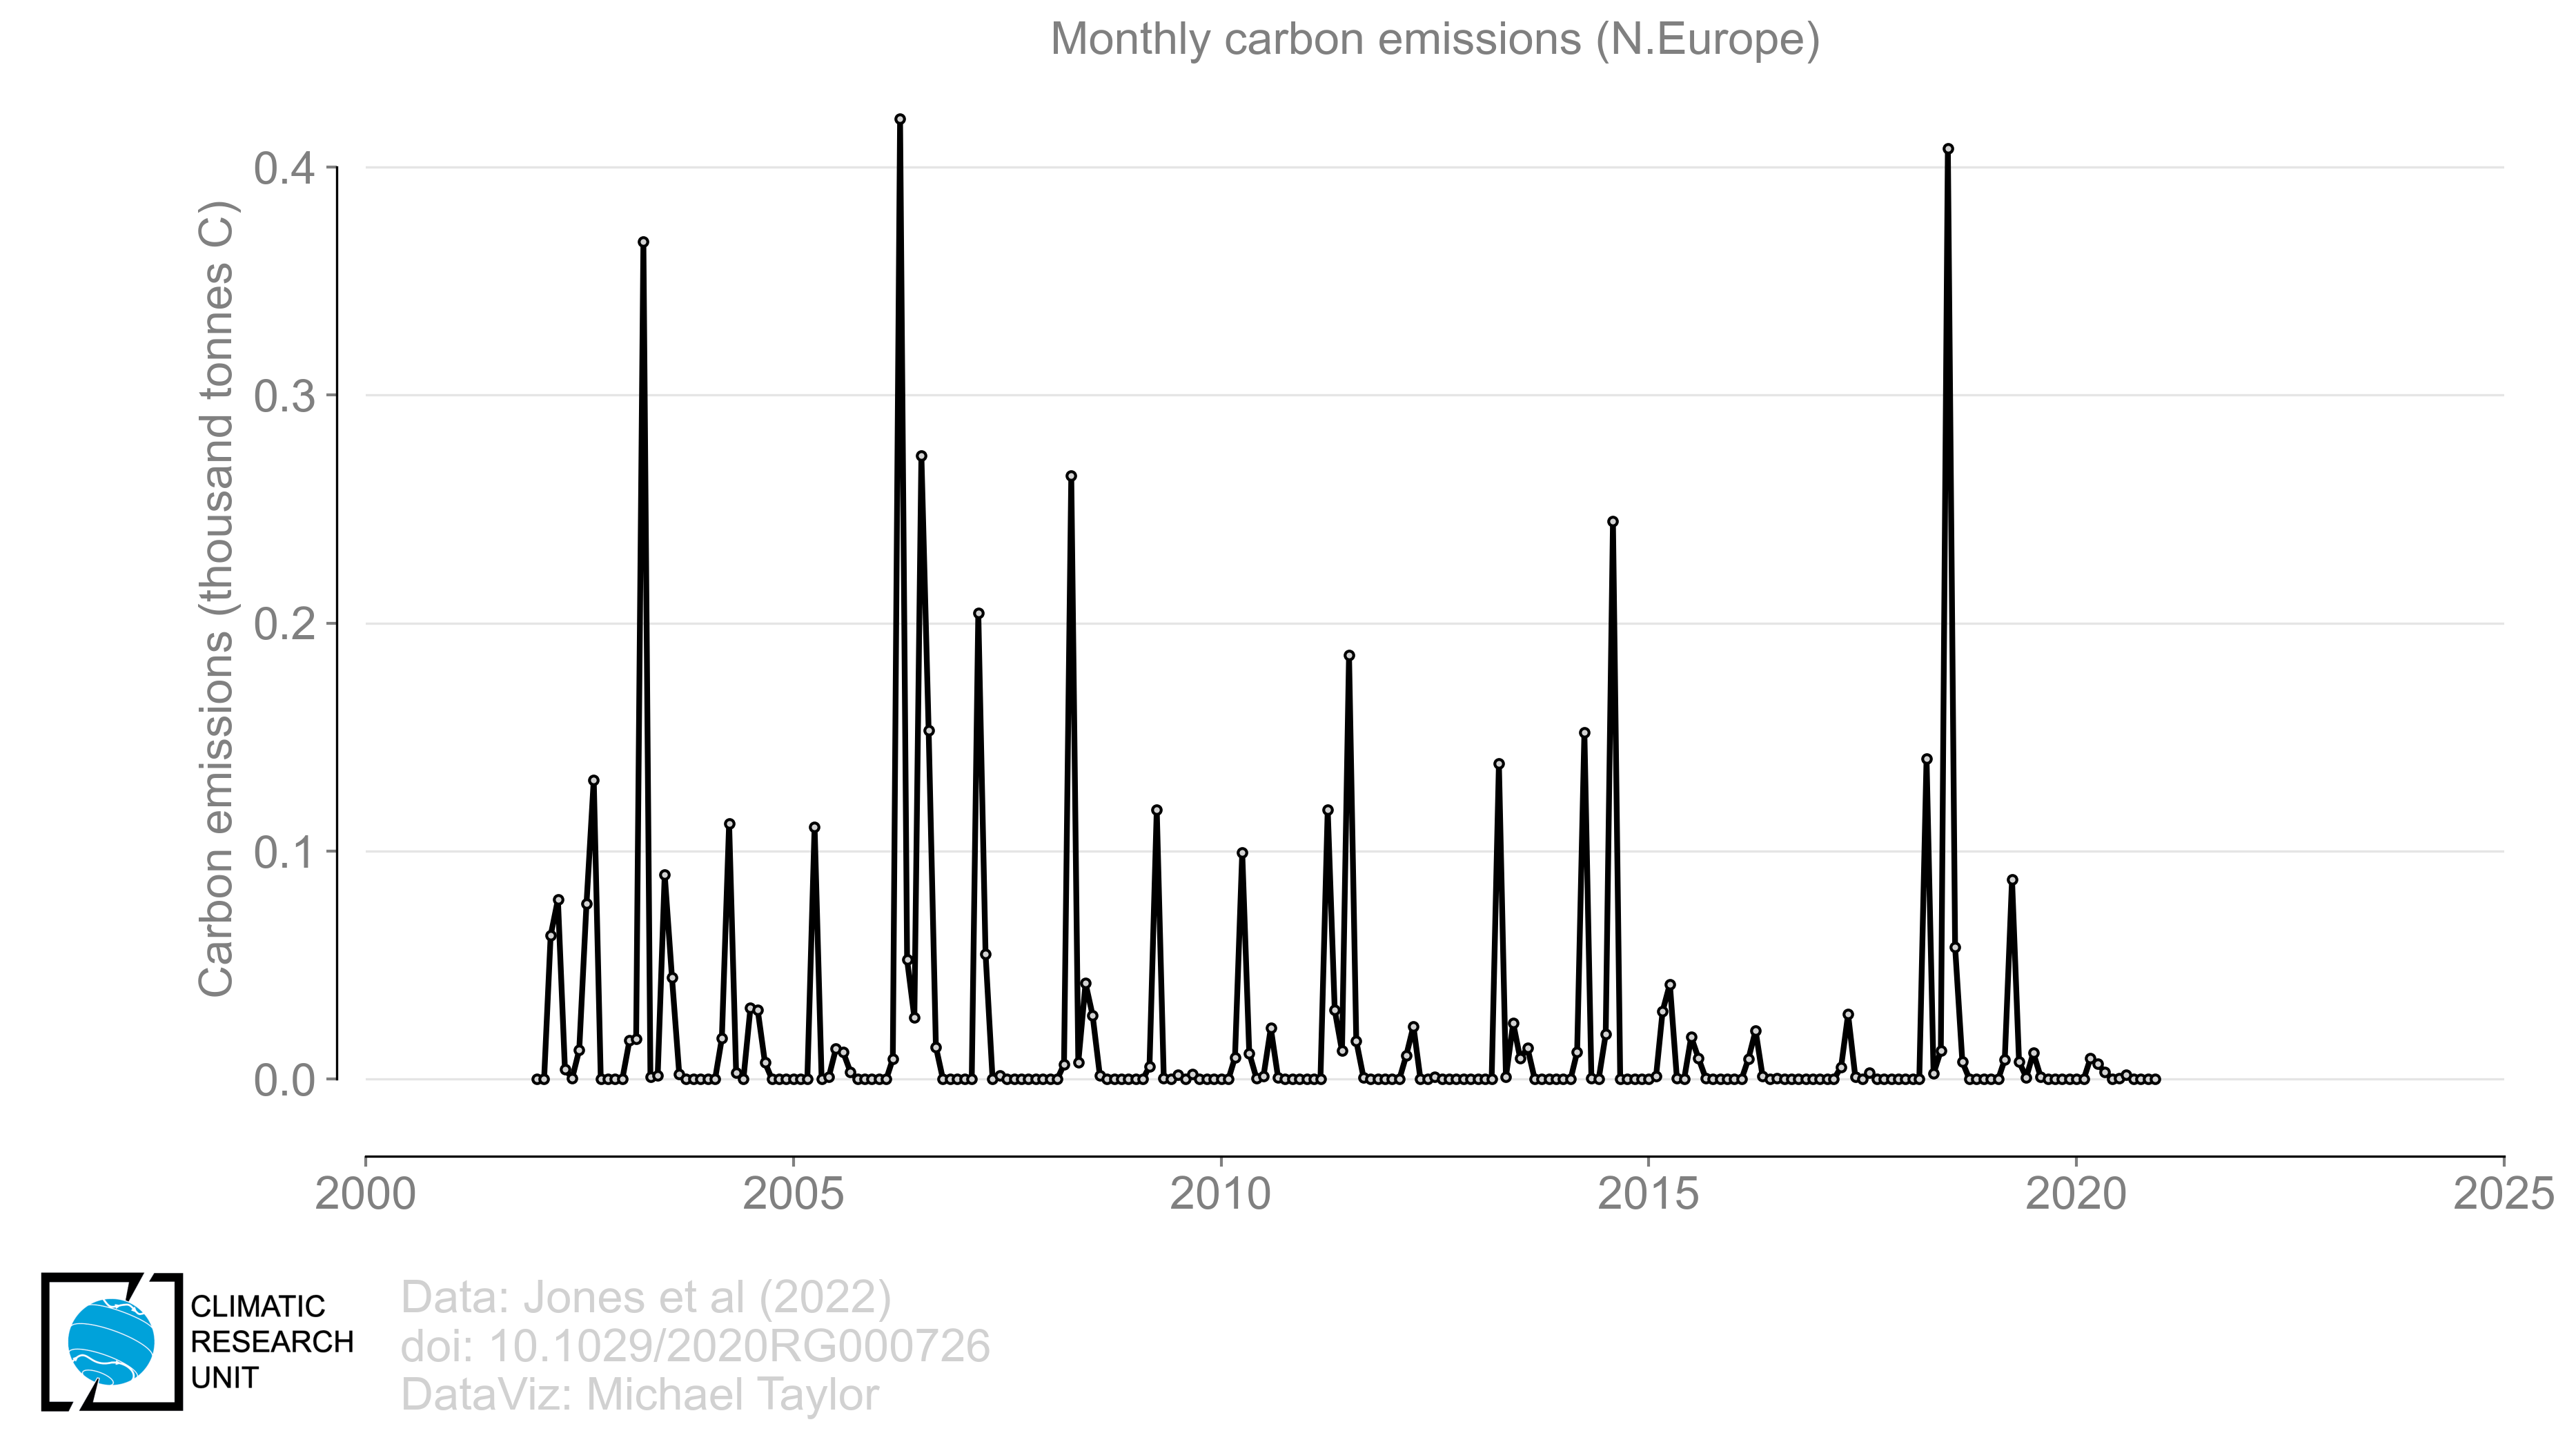 Monthly carbon emissions (N.Europe)
Carbon emissions (thousand tonnes C)
0.4
0.3
0.2
0.1
0.0
2000 2005 2010 2015 2020 2025
CLIMATIC
RESEARCH
UNIT
Data: Jones et al (2022)
doi: 10.1029/2020RG000726
DataViz: Michael Taylor